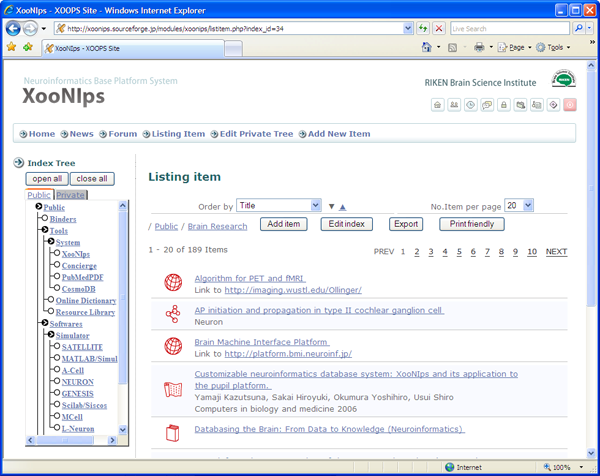 XooNIps - XOOPS Site - Windows Internet Explorer
http://xoonips.sourceforge.jp/modules/xoonips/listitem.php?index_id=34
Live Search
XooNIps - XOOPS Site
Page
Tools
Neuroinformatics Base Platform System
XooNIps
RIKEN Brain Science Institute
Home News Forum Listing Item Edit Private Tree Add New Item
Index Tree
open all close all
Public Private
Public
Binders
Tools
System
XooNIps
Concierge
PubMedPDF
CosmoDB
Online Dictionary
Resource Library
Softwares
Simulator
SATELLITE
MATLAB/Simul
A-Cell
NEURON
GENESIS
Scilab/Siscos
MCell
L-Neuron
Listing item
Order by Title ▼ ▲ No.Item per page 20
/ Public / Brain Research Add item Edit index Export Print friendly
1 - 20 of 189 Items PREV 1 2 3 4 5 6 7 8 9 10 NEXT
Algorithm for PET and fMRI
Link to http://imaging.wustl.edu/Ollinger/
AP initiation and propagation in type II cochlear ganglion cell
Neuron
Brain Machine Interface Platform
Link to http://platform.bmi.neuroinf.jp/
Customizable neuroinformatics database system: XooNIps and its application
to the pupil platform.
Yamaji Kazutsuna, Sakai Hiroyuki, Okumura Yoshihiro, Usui Shiro
Computers in biology and medicine 2006
Databasing the Brain: From Data to Knowledge (Neuroinformatics)
Internet
100%